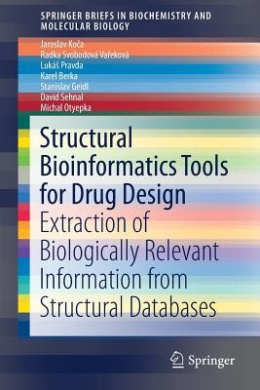 SPRINGER BRIEFS IN BIOCHEMISTRY AND
MOLECULAR BIOLOGY
Jaroslav Koča
Radka Svobodová Vařeková
Lukáš Pravda
Karel Berka
Stanislav Geidl
David Sehnal
Michal Otyepka
Structural
Bioinformatics Tools
for Drug Design
Extraction of
Biologically Relevant
Information from
Structural Databases
Springer